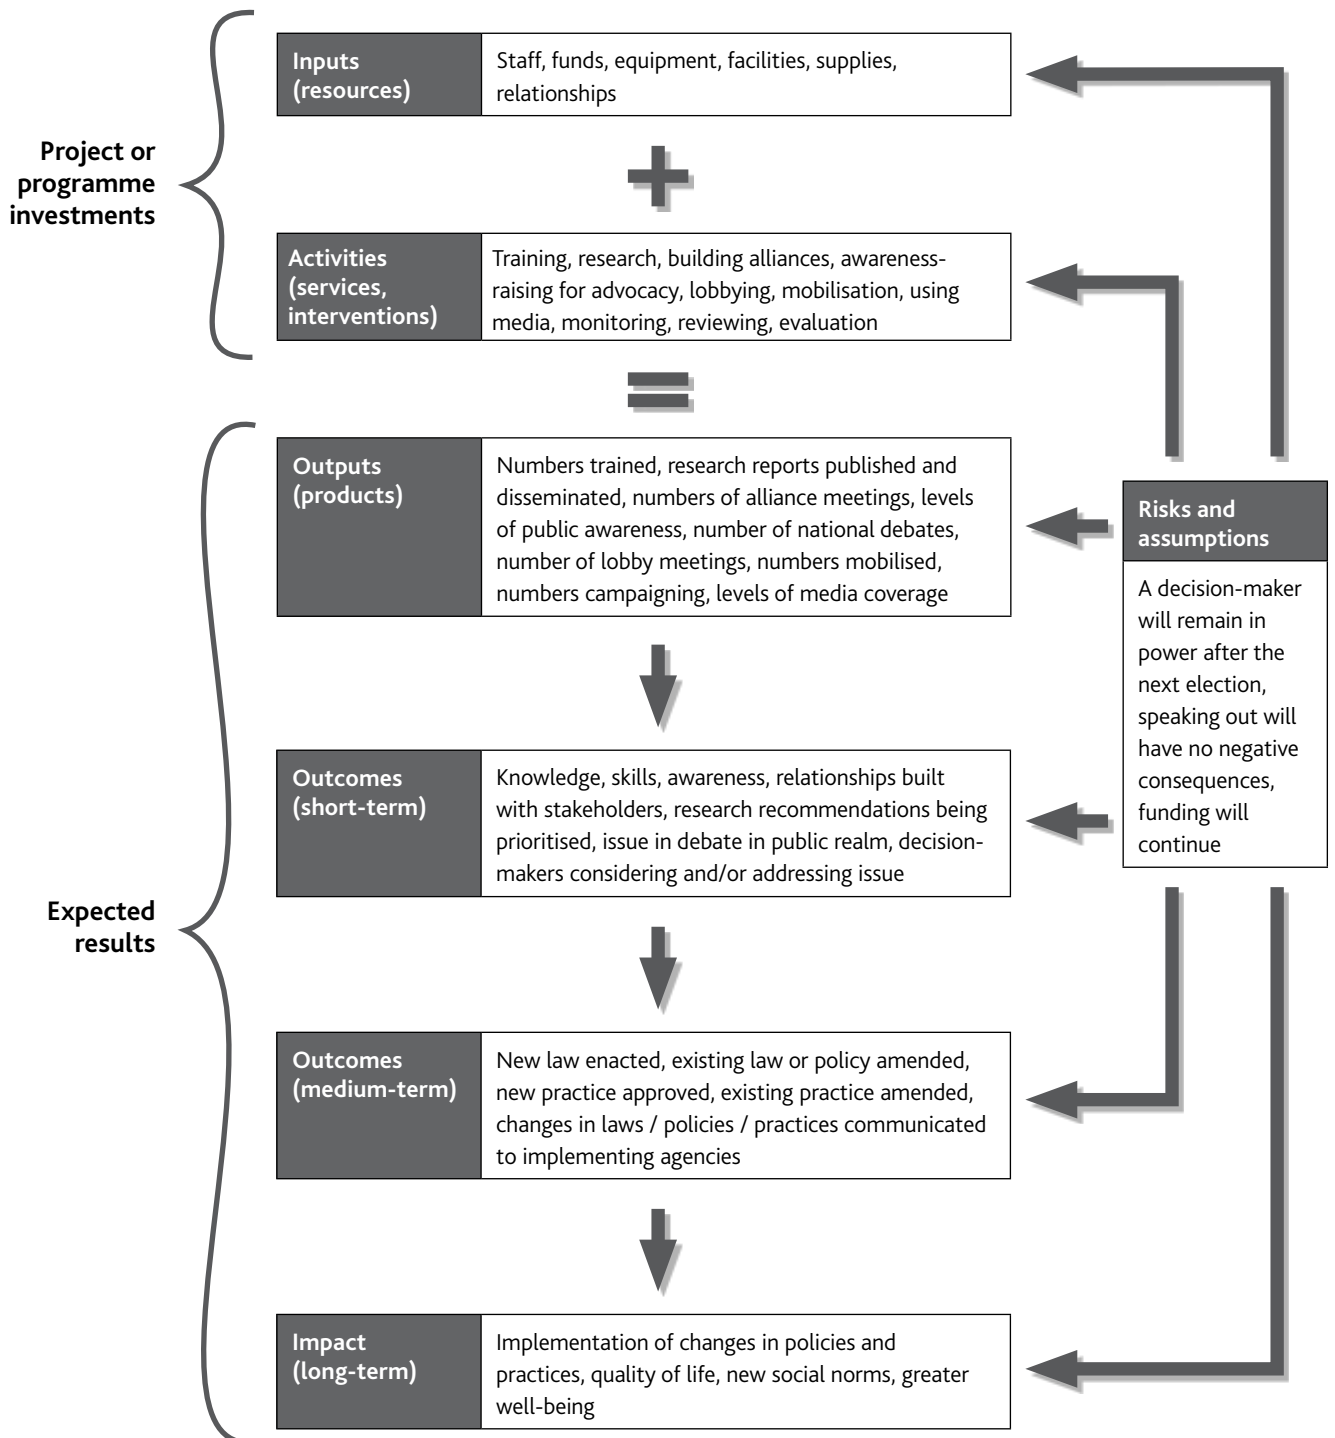 Inputs
(resources)
Staff, funds, equipment, facilities, supplies,
relationships
Project or
programme
investments
+
Activities
(services,
interventions)
Training, research, building alliances, awareness-
raising for advocacy, lobbying, mobilisation, using
media, monitoring, reviewing, evaluation
=
Outputs
(products)
Numbers trained, research reports published and
disseminated, numbers of alliance meetings, levels
of public awareness, number of national debates,
number of lobby meetings, numbers mobilised,
numbers campaigning, levels of media coverage
Risks and
assumptions
A decision-maker
will remain in
power after the
next election,
speaking out will
have no negative
consequences,
funding will
continue
Outcomes
(short-term)
Knowledge, skills, awareness, relationships built
with stakeholders, research recommendations being
prioritised, issue in debate in public realm, decision-
makers considering and/or addressing issue
Expected
results
Outcomes
(medium-term)
New law enacted, existing law or policy amended,
new practice approved, existing practice amended,
changes in laws / policies / practices communicated
to implementing agencies
Impact
(long-term)
Implementation of changes in policies and
practices, quality of life, new social norms, greater
well-being